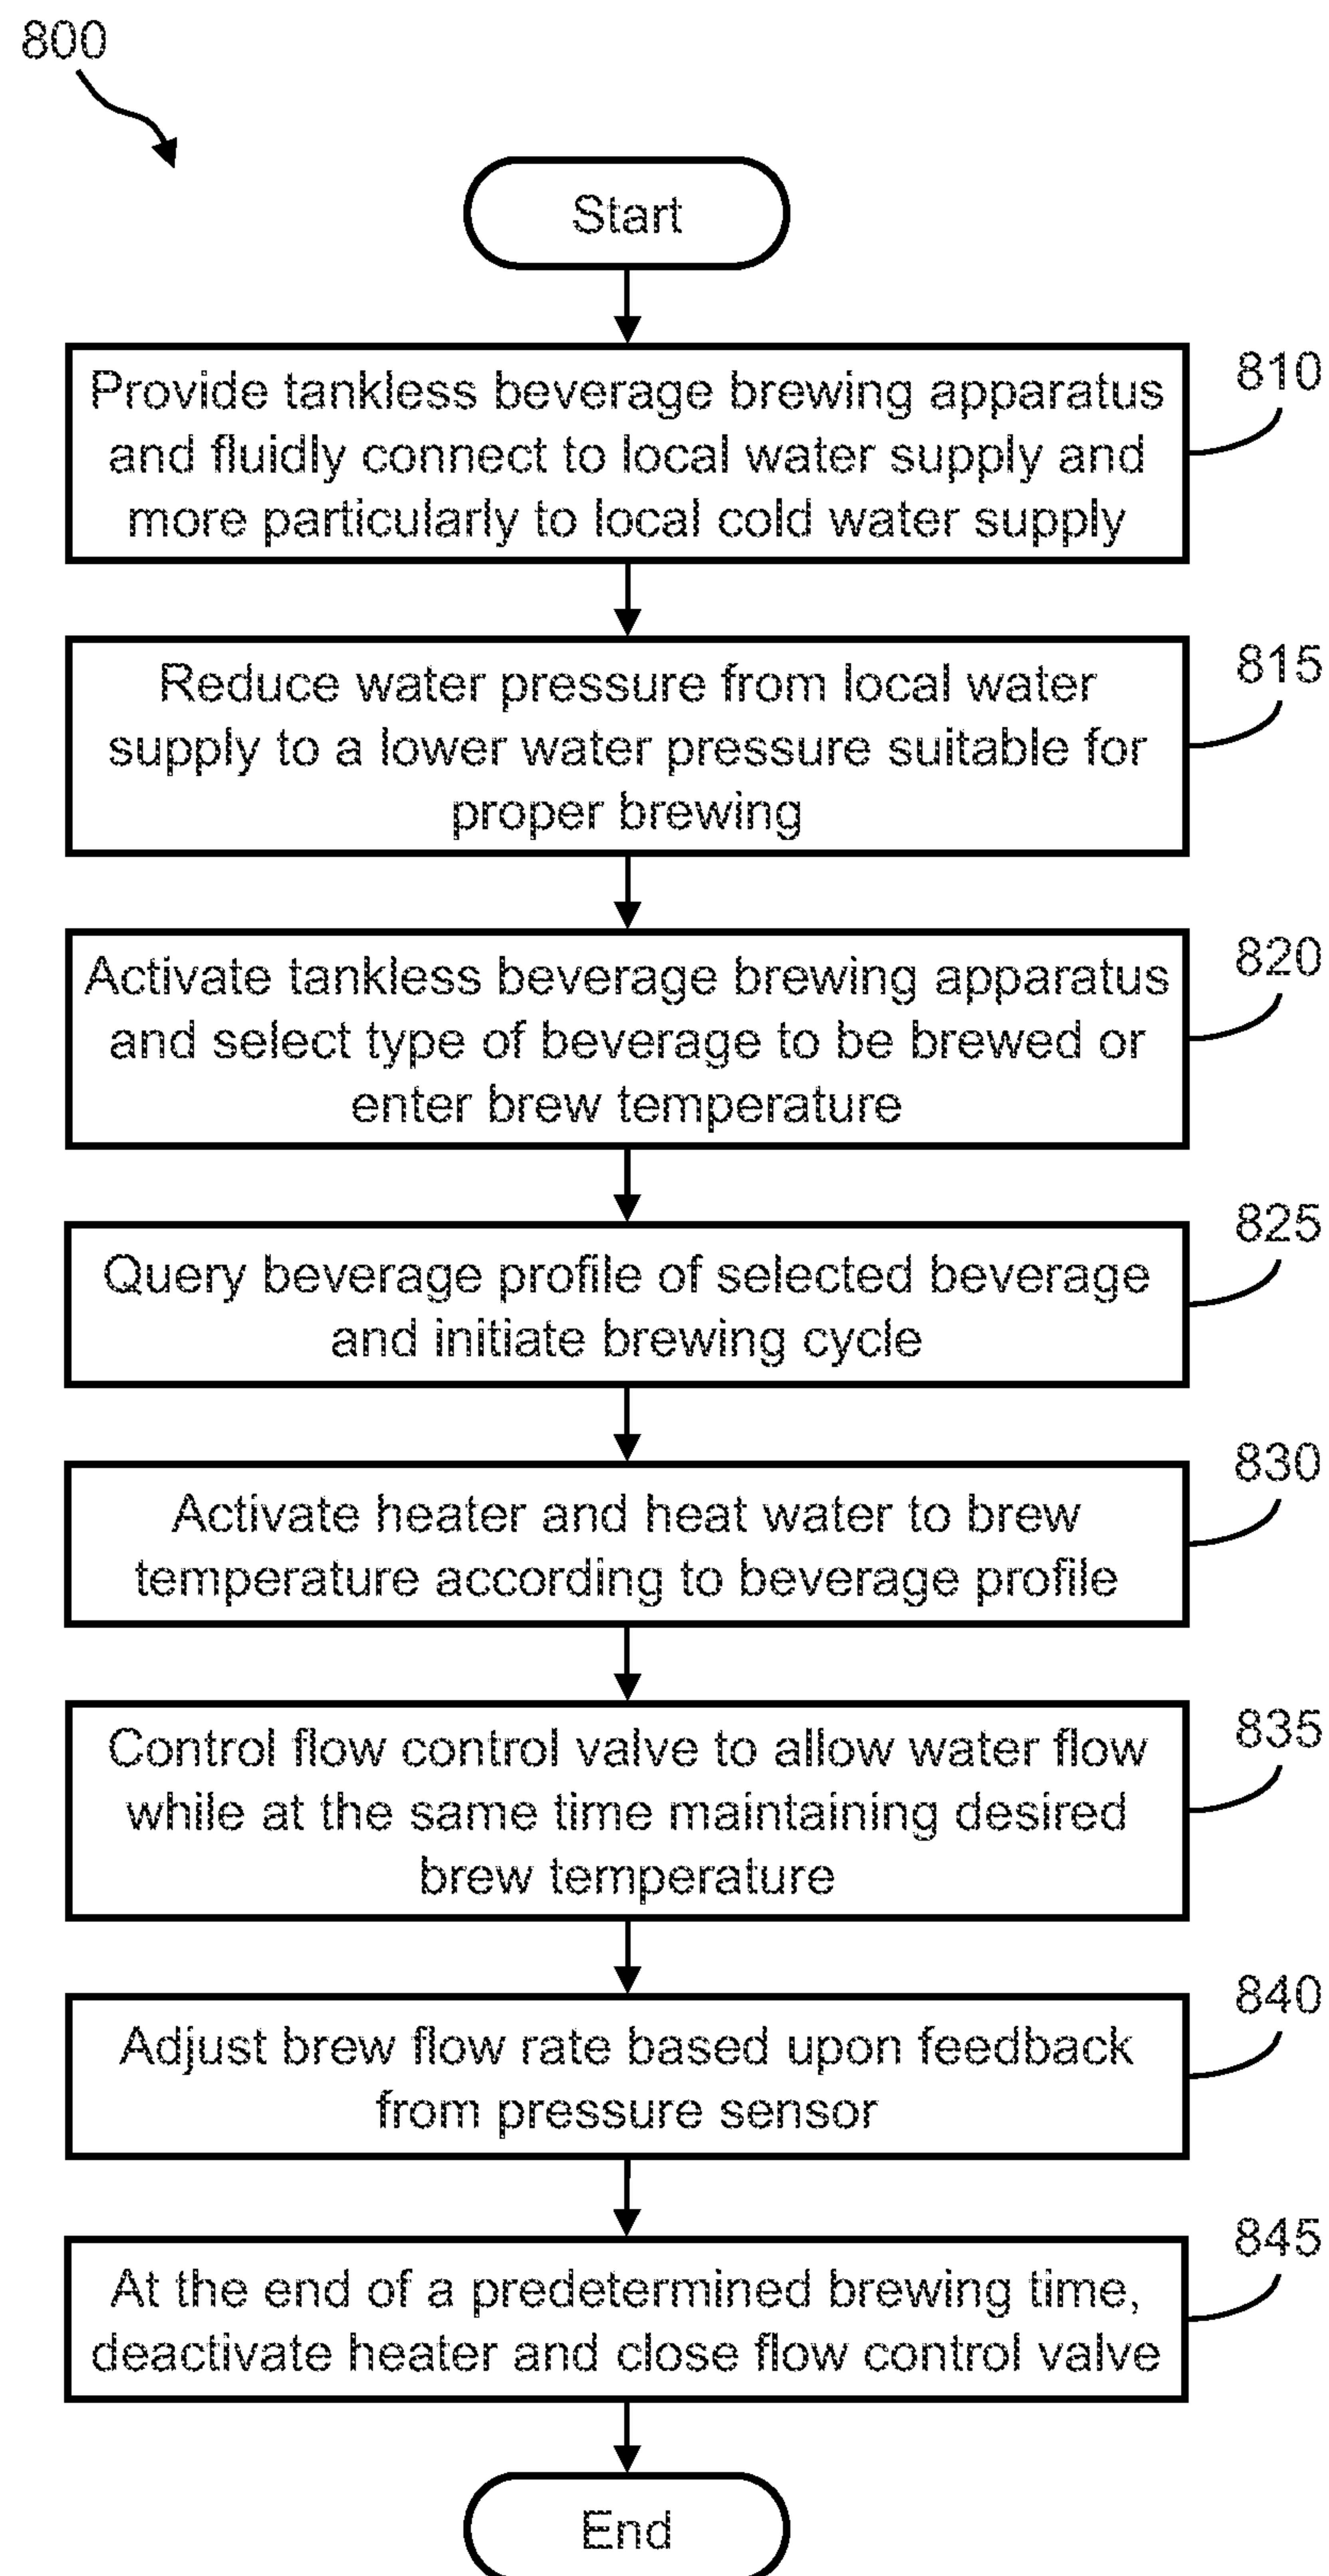 800
Start
Provide tankless beverage brewing apparatus
and fluidly connect to local water supply and
more particularly to local cold water supply
810
Reduce water pressure from local water
supply to a lower water pressure suitable for
proper brewing
815
Activate tankless beverage brewing apparatus
and select type of beverage to be brewed or
enter brew temperature
820
Query beverage profile of selected beverage
and initiate brewing cycle
825
Activate heater and heat water to brew
temperature according to beverage profile
830
Control flow control valve to allow water flow
while at the same time maintaining desired
brew temperature
835
Adjust brew flow rate based upon feedback
from pressure sensor
840
At the end of a predetermined brewing time,
deactivate heater and close flow control valve
845
End